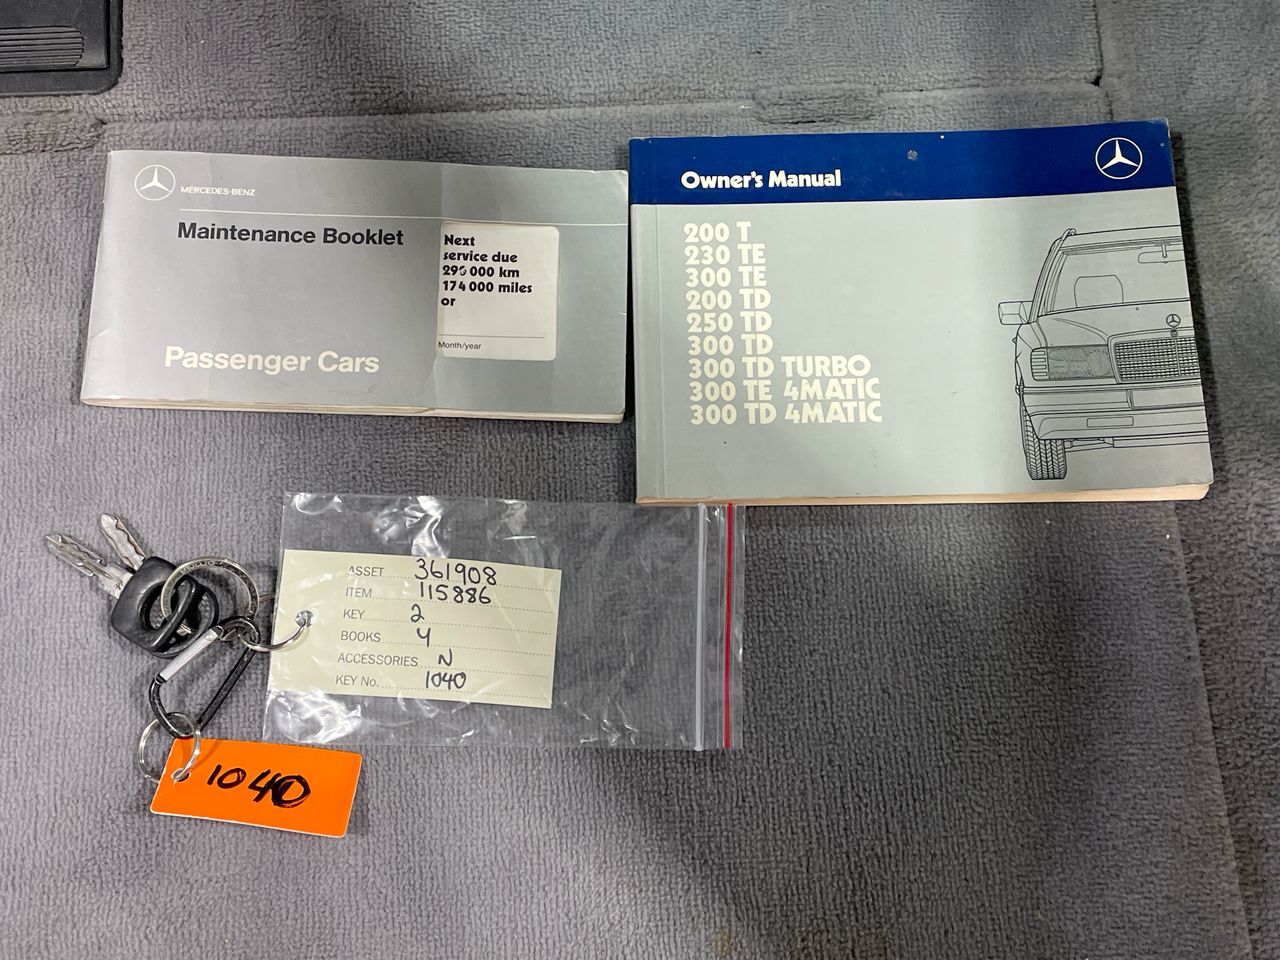 MERCEDES-BENZ
Maintenance Booklet
Next
service due
290 000 km
174 000 miles
or
Month/year
Passenger Cars
Owner's Manual
200 T
230 TE
300 TE
200 TD
250 TD
300 TD
300 TD TURBO
300 TE 4MATIC
300 TD 4MATIC
ASSET 361908
ITEM 115886
KEY 2
BOOKS 4
ACCESSORIES N
KEY No. 1040
1040